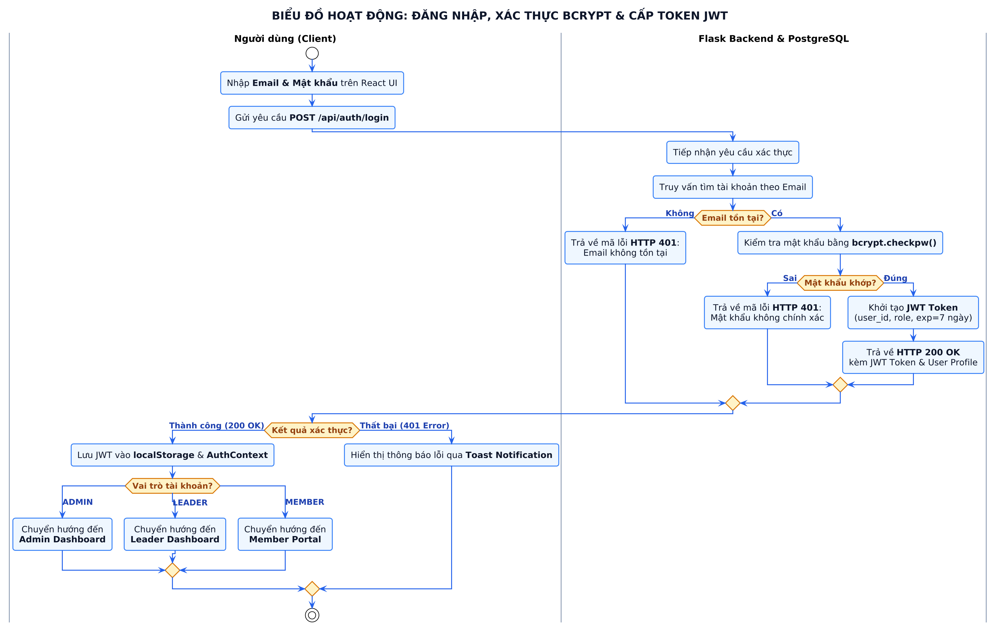 BIỂU ĐỒ HOẠT ĐỘNG: ĐĂNG NHẬP, XÁC THỰC BCRYPT & CẤP TOKEN JWT
Người dùng (Client)
Flask Backend & PostgreSQL
Nhập Email & Mật khẩu trên React UI
Gửi yêu cầu POST /api/auth/login
Tiếp nhận yêu cầu xác thực
Truy vấn tìm tài khoản theo Email
Không
Email tồn tại?
Có
Trả về mã lỗi HTTP 401:
Email không tồn tại
Kiểm tra mật khẩu bằng bcrypt.checkpw()
Sai
Mật khẩu khớp?
Đúng
Trả về mã lỗi HTTP 401:
Mật khẩu không chính xác
Khởi tạo JWT Token
(user_id, role, exp=7 ngày)
Trả về HTTP 200 OK
kèm JWT Token & User Profile
Thành công (200 OK)
Kết quả xác thực?
Thất bại (401 Error)
Lưu JWT vào localStorage & AuthContext
Hiển thị thông báo lỗi qua Toast Notification
Vai trò tài khoản?
ADMIN
LEADER
MEMBER
Chuyển hướng đến
Admin Dashboard
Chuyển hướng đến
Leader Dashboard
Chuyển hướng đến
Member Portal